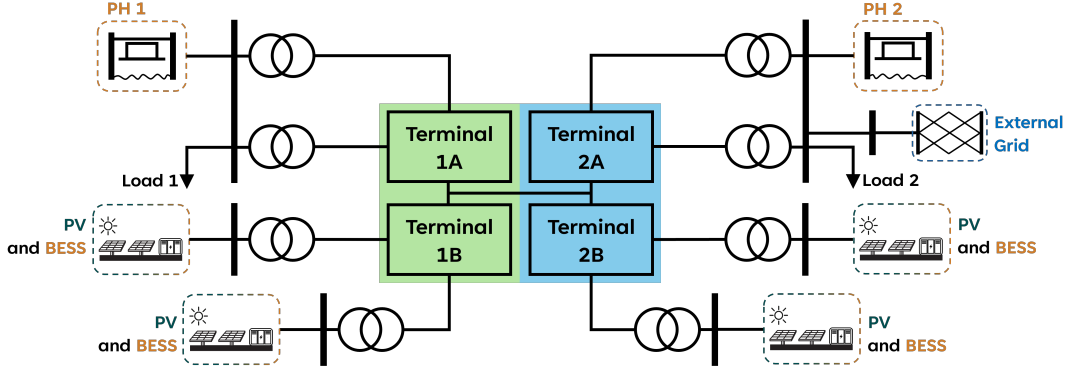 PH 1
PH 2
Terminal
1A
Terminal
2A
External
Grid
Load 1
Load 2
Terminal
1B
Terminal
2B
PV
and BESS
PV
and BESS
PV
and BESS
PV
and BESS